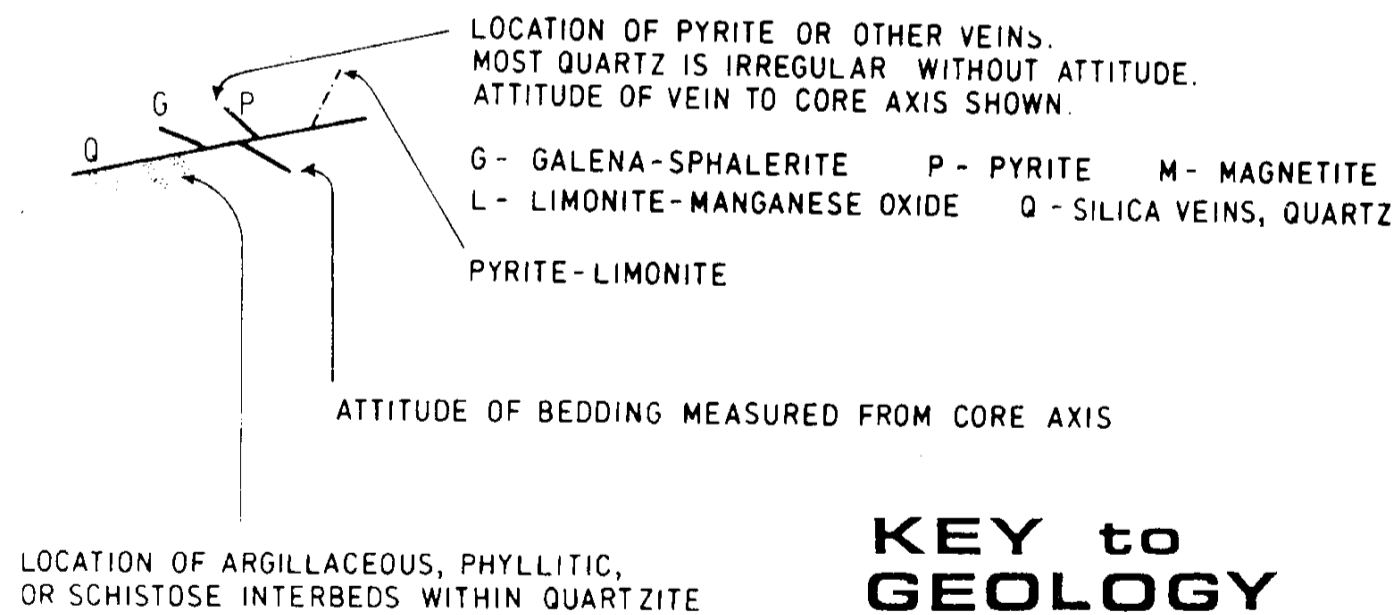 LOCATION OF PYRITE OR OTHER VEINS.
MOST QUARTZ IS IRREGULAR WITHOUT ATTITUDE.
ATTITUDE OF VEIN TO CORE AXIS SHOWN.
G
P
Q
G - GALENA-SPHALERITE P - PYRITE M - MAGNETITE
L - LIMONITE-MANGANESE OXIDE Q - SILICA VEINS, QUARTZ
PYRITE-LIMONITE
ATTITUDE OF BEDDING MEASURED FROM CORE AXIS
LOCATION OF ARGILLACEOUS, PHYLLITIC,
OR SCHISTOSE INTERBEDS WITHIN QUARTZITE
KEY to
GEOLOGY